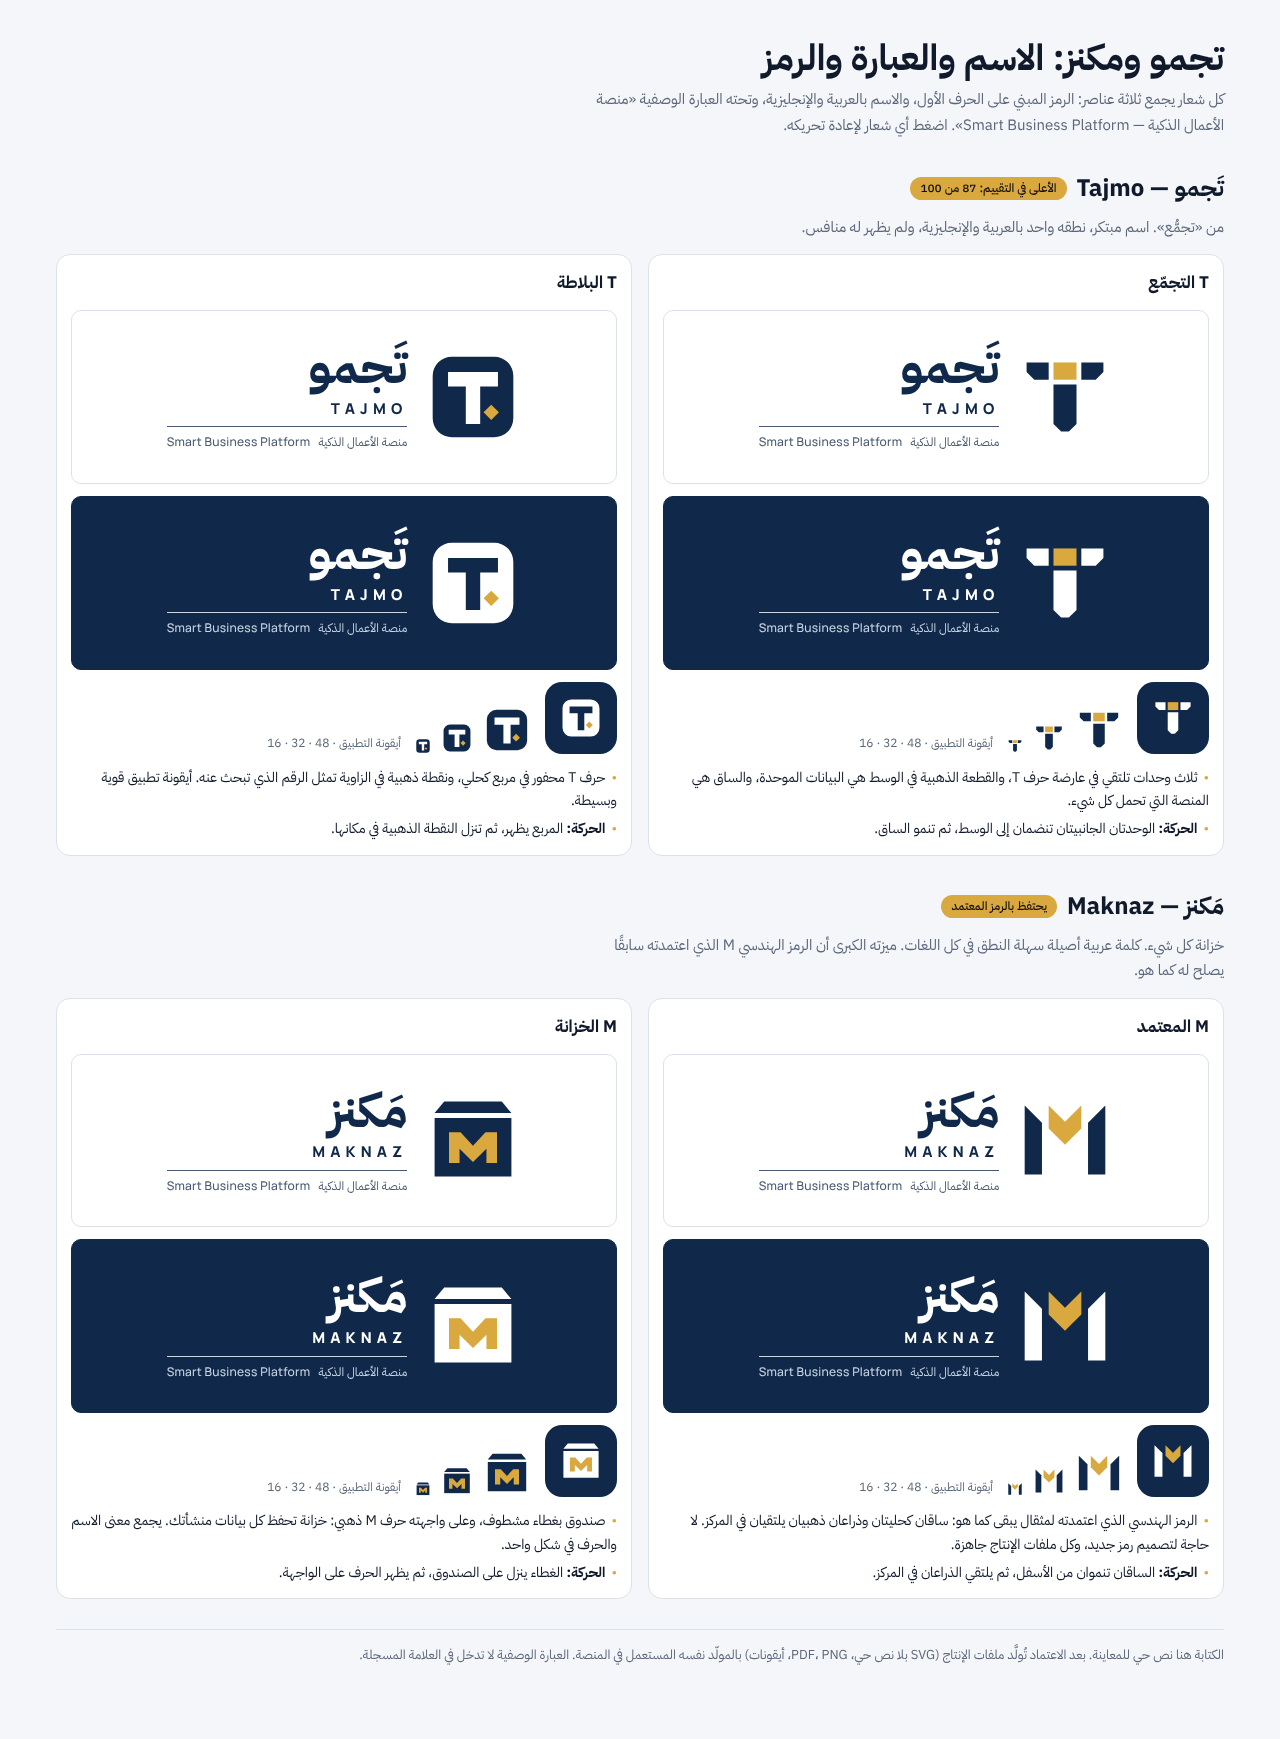 تجمو ومكنز: الاسم والعبارة والرمز
كل شعار يجمع ثلاثة عناصر: الرمز المبني على الحرف الأول، والاسم بالعربية والإنجليزية، وتحته العبارة الوصفية «منصة
الأعمال الذكية — Smart Business Platform». اضغط أي شعار لإعادة تحريكه.
تَجمو — Tajmo
الأعلى في التقييم: 87 من 100
من «تجمُّع». اسم مبتكر، نطقه واحد بالعربية والإنجليزية، ولم يظهر له منافس.
T التجمّع
تَجمو
TAJMO
منصة الأعمال الذكية Smart Business Platform
تَجمو
TAJMO
منصة الأعمال الذكية Smart Business Platform
أيقونة التطبيق · 48 · 32 · 16
• ثلاث وحدات تلتقي في عارضة حرف T، والقطعة الذهبية في الوسط هي البيانات الموحدة، والساق هي
المنصة التي تحمل كل شيء.
• الحركة: الوحدتان الجانبيتان تنضمان إلى الوسط، ثم تنمو الساق.
T البلاطة
تَجمو
TAJMO
منصة الأعمال الذكية Smart Business Platform
تَجمو
TAJMO
منصة الأعمال الذكية Smart Business Platform
أيقونة التطبيق · 48 · 32 · 16
• حرف T محفور في مربع كحلي، ونقطة ذهبية في الزاوية تمثل الرقم الذي تبحث عنه. أيقونة تطبيق قوية
وبسيطة.
• الحركة: المربع يظهر، ثم تنزل النقطة الذهبية في مكانها.
مَكنز — Maknaz
يحتفظ بالرمز المعتمد
خزانة كل شيء. كلمة عربية أصيلة سهلة النطق في كل اللغات. ميزته الكبرى أن الرمز الهندسي M الذي اعتمدته سابقًا
يصلح له كما هو.
M المعتمد
مَكنز
MAKNAZ
منصة الأعمال الذكية Smart Business Platform
مَكنز
MAKNAZ
منصة الأعمال الذكية Smart Business Platform
أيقونة التطبيق · 48 · 32 · 16
• الرمز الهندسي الذي اعتمدته لمثقال يبقى كما هو: ساقان كحليتان وذراعان ذهبيان يلتقيان في المركز. لا
حاجة لتصميم رمز جديد، وكل ملفات الإنتاج جاهزة.
• الحركة: الساقان تنموان من الأسفل، ثم يلتقي الذراعان في المركز.
M الخزانة
مَكنز
MAKNAZ
منصة الأعمال الذكية Smart Business Platform
مَكنز
MAKNAZ
منصة الأعمال الذكية Smart Business Platform
أيقونة التطبيق · 48 · 32 · 16
• صندوق بغطاء مشطوف، وعلى واجهته حرف M ذهبي: خزانة تحفظ كل بيانات منشأتك. يجمع معنى الاسم
والحرف في شكل واحد.
• الحركة: الغطاء ينزل على الصندوق، ثم يظهر الحرف على الواجهة.
الكتابة هنا نص حي للمعاينة. بعد الاعتماد تُولَّد ملفات الإنتاج (SVG بلا نص حي، PDF، PNG، أيقونات) بالمولّد نفسه المستعمل في المنصة. العبارة الوصفية لا تدخل في العلامة المسجلة.